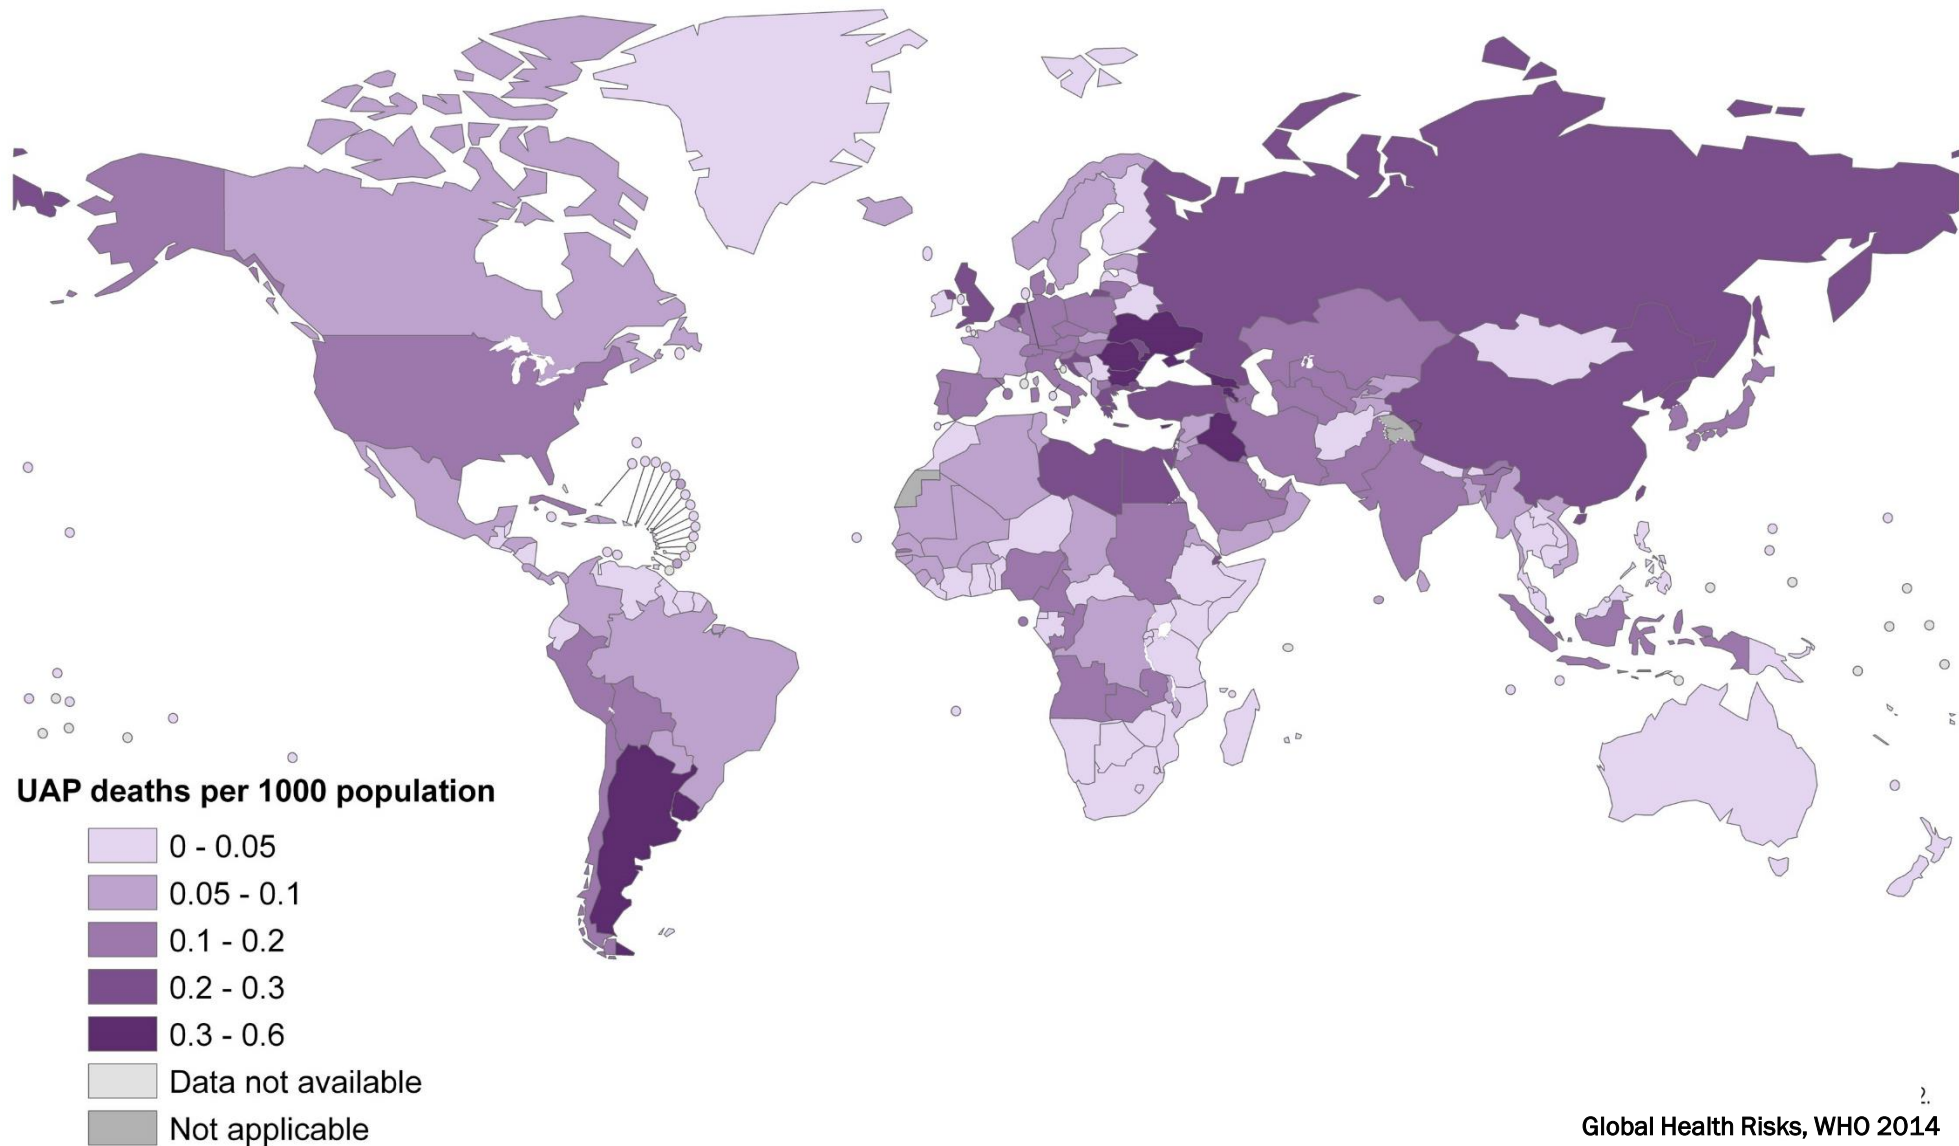 UAP deaths per 1000 population
0 - 0.05
0.05 - 0.1
0.1 - 0.2
0.2 - 0.3
0.3 - 0.6
Data not available
Not applicable
2.
Global Health Risks, WHO 2014